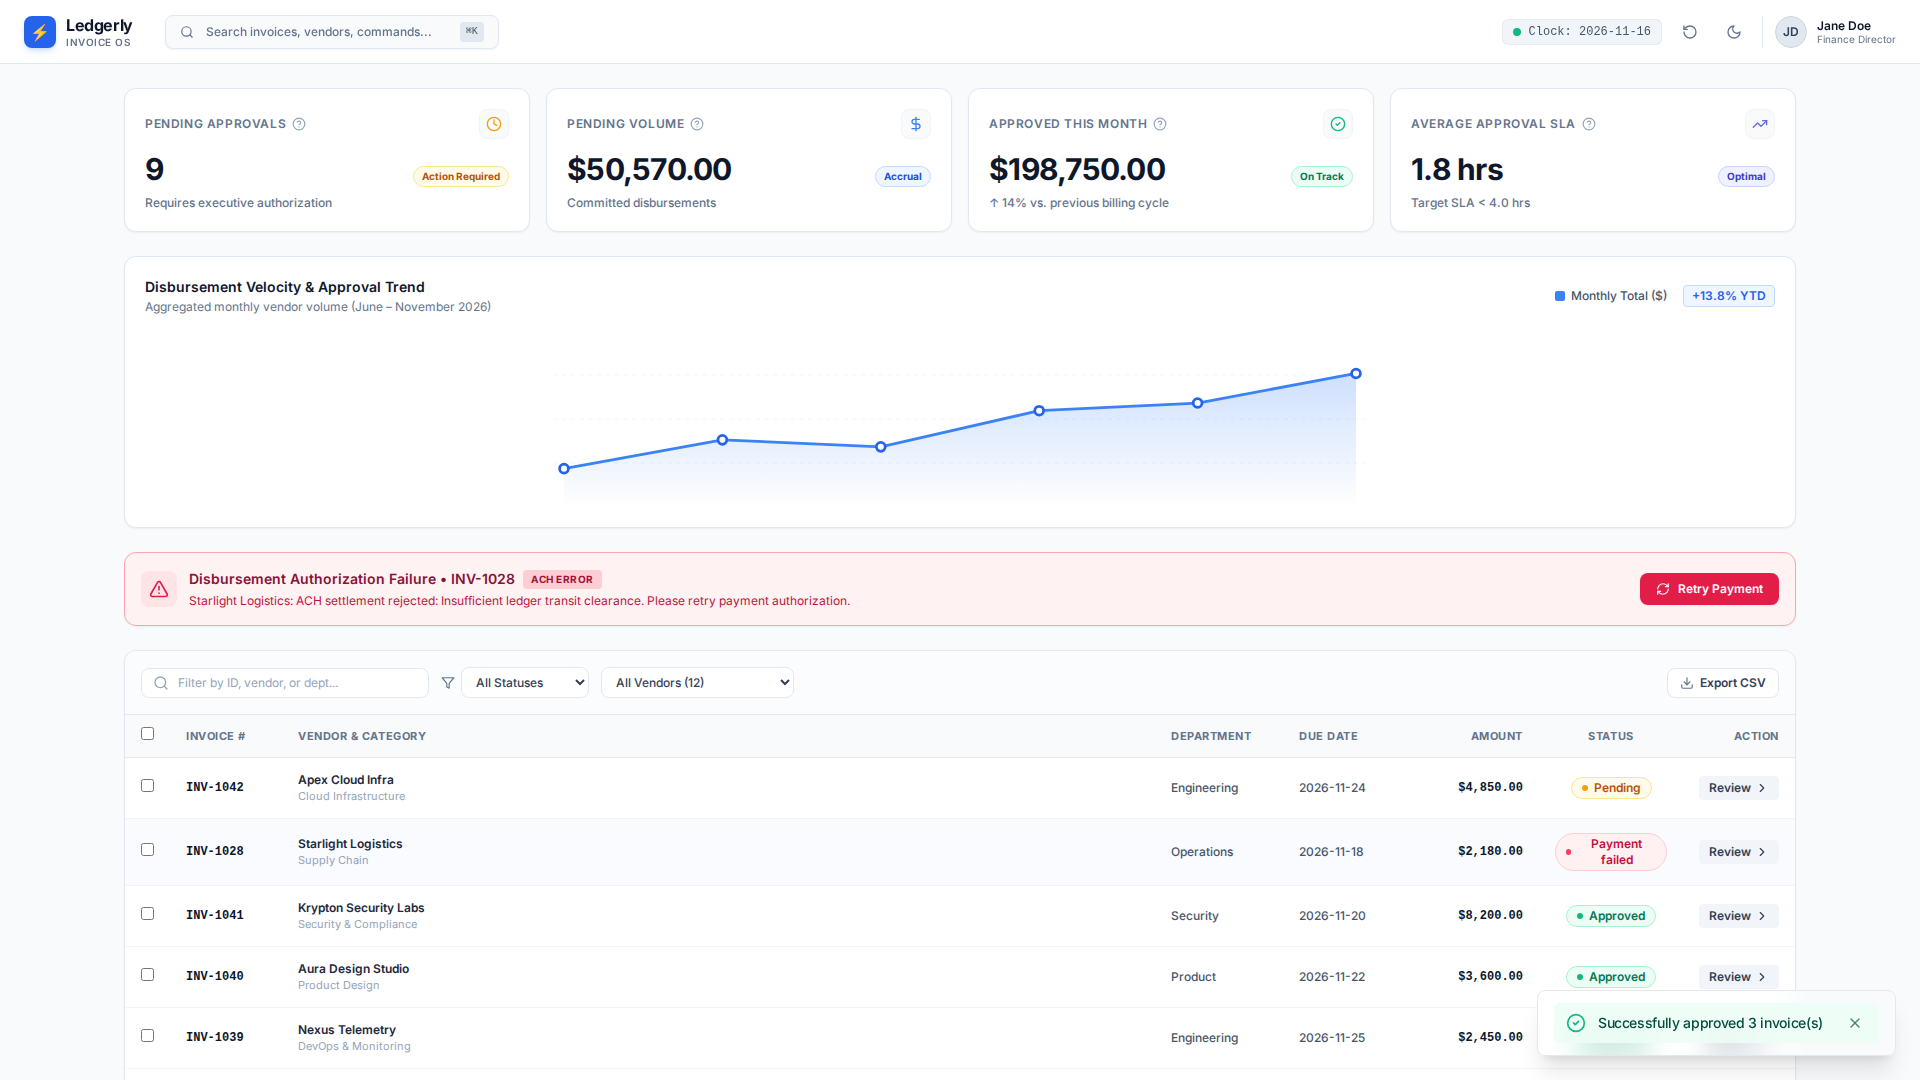 Ledgerly
INVOICE OS
Search invoices, vendors, commands...
⌘K
Clock: 2026-11-16
JD
Jane Doe
Finance Director
PENDING APPROVALS
9
Action Required
Requires executive authorization
PENDING VOLUME
$50,570.00
Accrual
Committed disbursements
APPROVED THIS MONTH
$198,750.00
On Track
↑ 14% vs. previous billing cycle
AVERAGE APPROVAL SLA
1.8 hrs
Optimal
Target SLA < 4.0 hrs
Disbursement Velocity & Approval Trend
Aggregated monthly vendor volume (June – November 2026)
Monthly Total ($)
+13.8% YTD
Disbursement Authorization Failure • INV-1028
ACH ERROR
Starlight Logistics: ACH settlement rejected: Insufficient ledger transit clearance. Please retry payment authorization.
Retry Payment
Filter by ID, vendor, or dept...
All Statuses
All Vendors (12)
Export CSV
INVOICE # VENDOR & CATEGORY DEPARTMENT DUE DATE AMOUNT STATUS ACTION
INV-1042 Apex Cloud Infra Engineering 2026-11-24 $4,850.00 Pending Review
Cloud Infrastructure
INV-1028 Starlight Logistics Operations 2026-11-18 $2,180.00 Payment failed Review
Supply Chain
INV-1041 Krypton Security Labs Security 2026-11-20 $8,200.00 Approved Review
Security & Compliance
INV-1040 Aura Design Studio Product 2026-11-22 $3,600.00 Approved Review
Product Design
INV-1039 Nexus Telemetry Engineering 2026-11-25 $2,450.00
DevOps & Monitoring
Successfully approved 3 invoice(s)